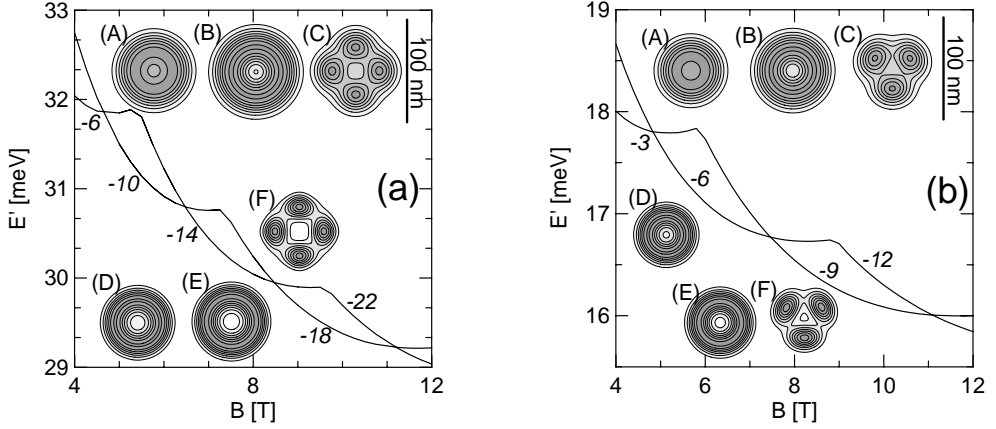 33
32
31
30
29
E' [meV]
4
6
8
10
12
B [T]
(A)
(B)
(C)
100 nm
-6
-10
-14
(a)
(F)
-22
-18
(D)
(E)
19
18
17
16
E' [meV]
4
6
8
10
12
B [T]
(A)
(B)
(C)
100 nm
-3
-6
(b)
(D)
-12
-9
(E)
(F)